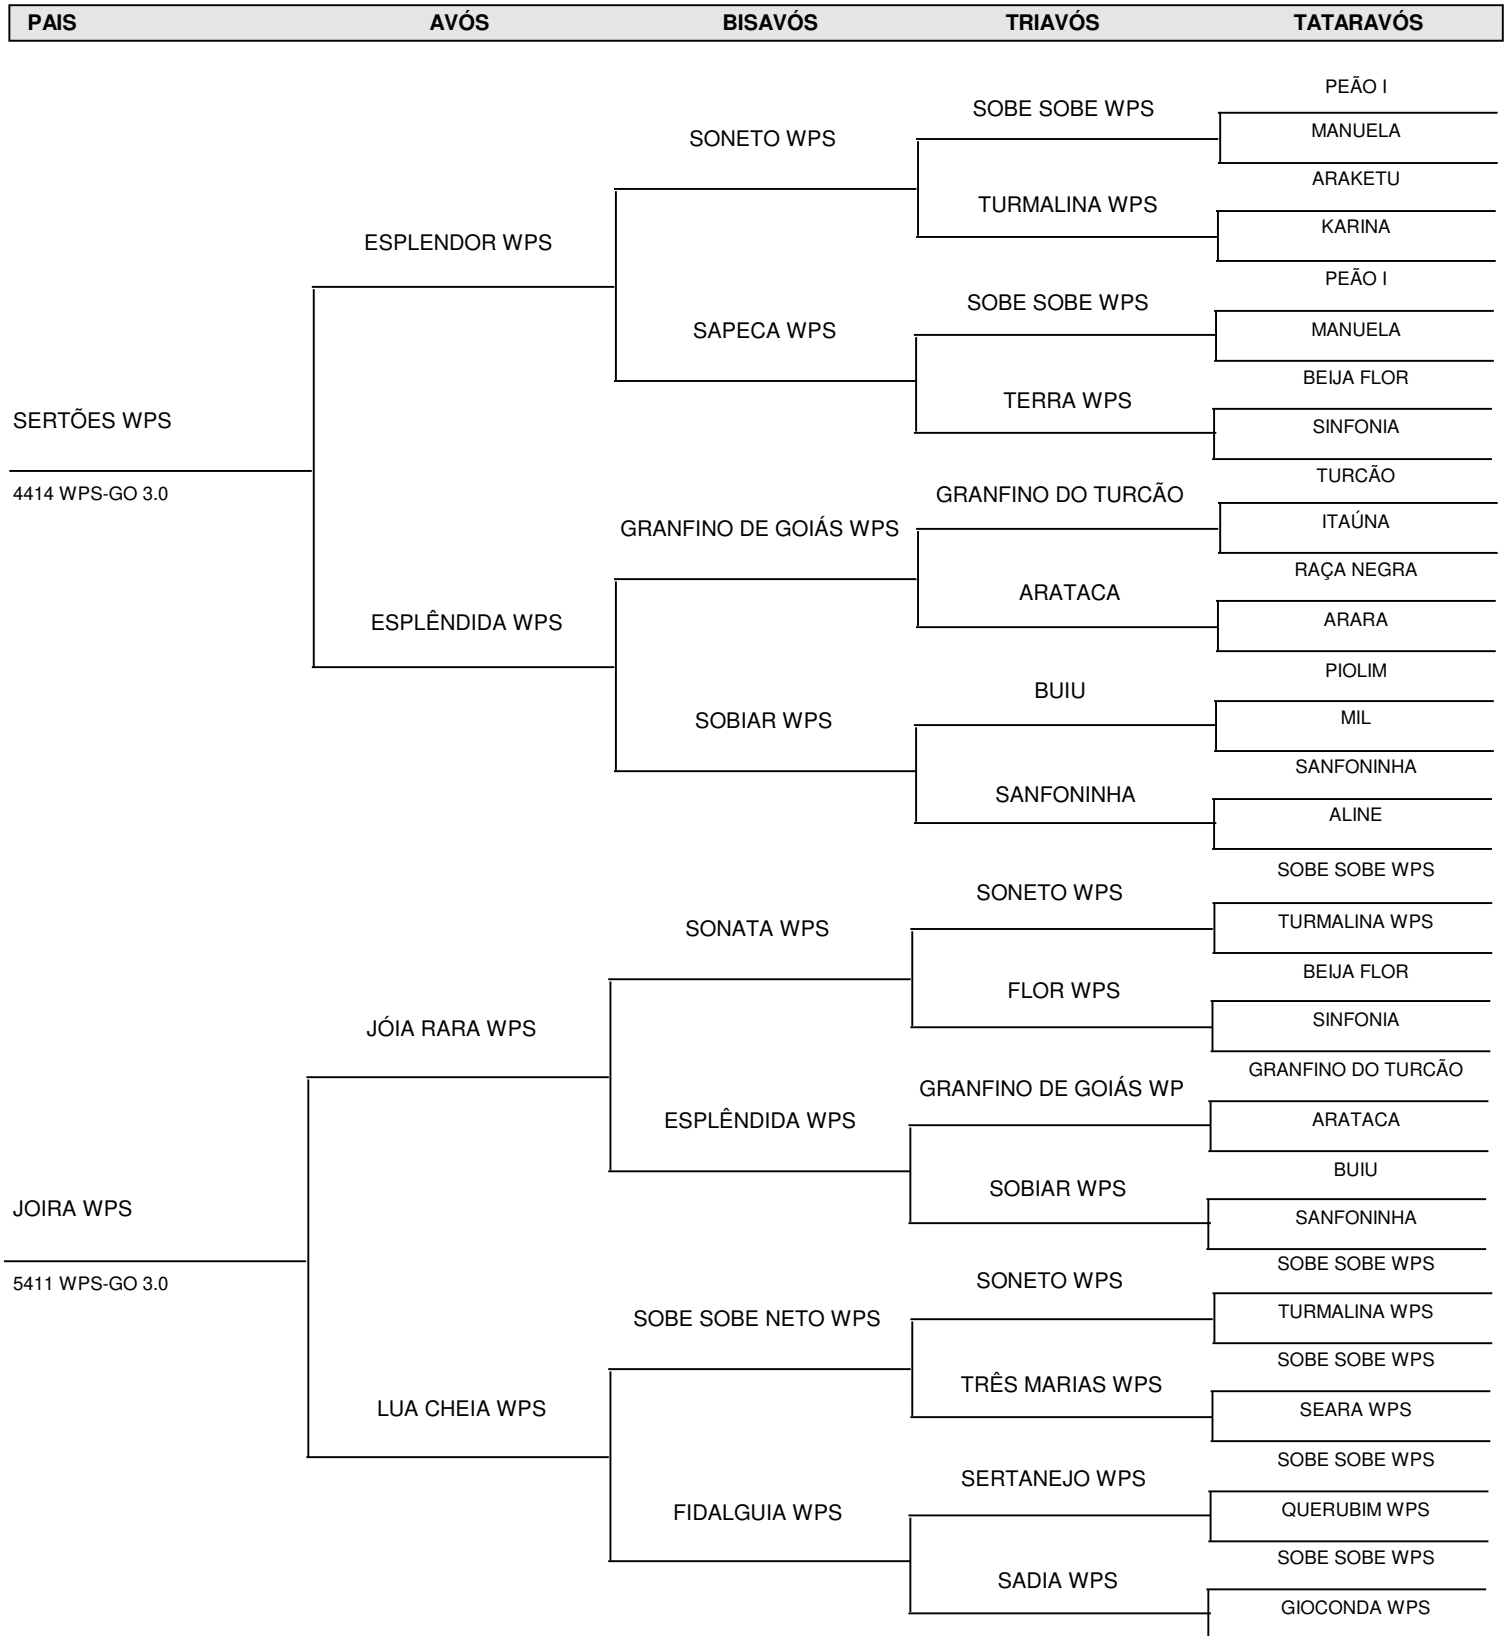 PAIS AVÓS BISAVÓS TRIAVÓS TATARAVÓS
PEÃO I
SOBE SOBE WPS
MANUELA
SONETO WPS
ARAKETU
TURMALINA WPS
KARINA
ESPLENDOR WPS
PEÃO I
SOBE SOBE WPS
MANUELA
SAPECA WPS
BEIJA FLOR
TERRA WPS
SINFONIA
SERTÕES WPS
4414 WPS-GO 3.0
TURCÃO
GRANFINO DO TURCÃO
ITAÚNA
GRANFINO DE GOIÁS WPS
RAÇA NEGRA
ARATACA
ARARA
ESPLÊNDIDA WPS
PIOLIM
BUIU
MIL
SOBIAR WPS
SANFONINHA
SANFONINHA
ALINE
SOBE SOBE WPS
SONETO WPS
TURMALINA WPS
SONATA WPS
BEIJA FLOR
FLOR WPS
SINFONIA
JÓIA RARA WPS
GRANFINO DO TURCÃO
GRANFINO DE GOIÁS WP
ARATACA
ESPLÊNDIDA WPS
BUIU
SOBIAR WPS
SANFONINHA
JOIRA WPS
5411 WPS-GO 3.0
SOBE SOBE WPS
SONETO WPS
TURMALINA WPS
SOBE SOBE NETO WPS
SOBE SOBE WPS
TRÊS MARIAS WPS
SEARA WPS
LUA CHEIA WPS
SOBE SOBE WPS
SERTANEJO WPS
QUERUBIM WPS
FIDALGUIA WPS
SOBE SOBE WPS
SADIA WPS
GIOCONDA WPS